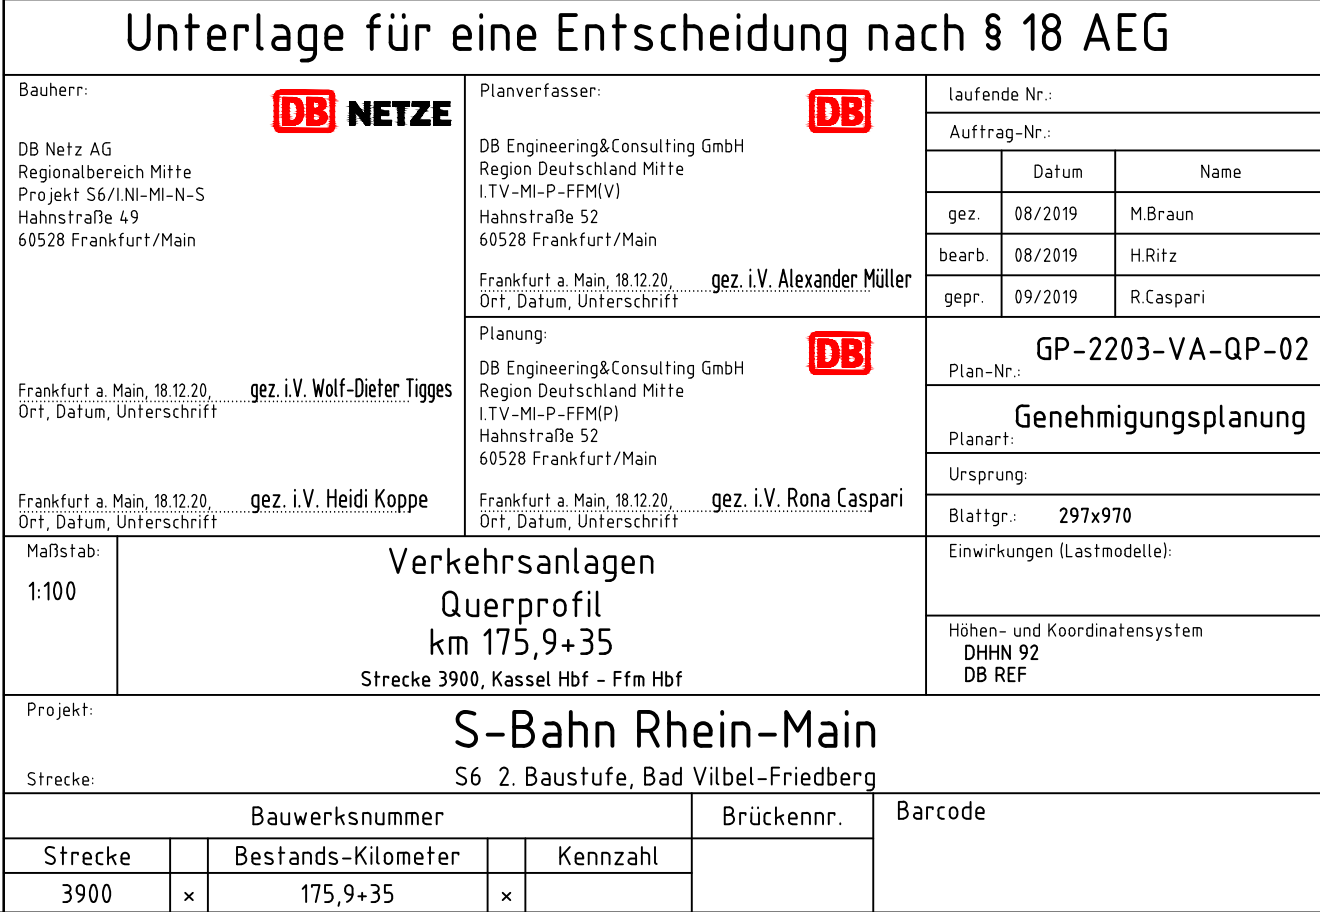 Unterlage für eine Entscheidung nach § 18 AEG
Bauherr:
DB NETZE
DB Netz AG
Regionalbereich Mitte
Projekt S6/I.NI-MI-N-S
Hahnstraße 49
60528 Frankfurt/Main
Frankfurt a. Main, 18.12.20, gez. i.V. Wolf-Dieter Tigges
Ort, Datum, Unterschrift
Frankfurt a. Main, 18.12.20, gez. i.V. Heidi Koppe
Ort, Datum, Unterschrift
Planverfasser:
DB
DB Engineering&Consulting GmbH
Region Deutschland Mitte
I.TV-MI-P-FFM(V)
Hahnstraße 52
60528 Frankfurt/Main
Frankfurt a. Main, 18.12.20, gez. i.V. Alexander Müller
Ort, Datum, Unterschrift
Planung:
DB
DB Engineering&Consulting GmbH
Region Deutschland Mitte
I.TV-MI-P-FFM(P)
Hahnstraße 52
60528 Frankfurt/Main
Frankfurt a. Main, 18.12.20, gez. i.V. Rona Caspari
Ort, Datum, Unterschrift
laufende Nr.:
Auftrag-Nr.:
Datum Name
gez. 08/2019 M.Braun
bearb. 08/2019 H.Ritz
gepr. 09/2019 R.Caspari
Plan-Nr.: GP-2203-VA-QP-02
Planart: Genehmigungsplanung
Ursprung:
Blattgr.: 297x970
Maßstab:
1:100
Verkehrsanlagen
Querprofil
km 175,9+35
Strecke 3900, Kassel Hbf - Ffm Hbf
Einwirkungen (Lastmodelle):
Höhen- und Koordinatensystem
DHHN 92
DB REF
Projekt:
S-Bahn Rhein-Main
Strecke: S6 2. Baustufe, Bad Vilbel-Friedberg
Bauwerksnummer Brückennr. Barcode
Strecke Bestands-Kilometer Kennzahl
3900 × 175,9+35 ×